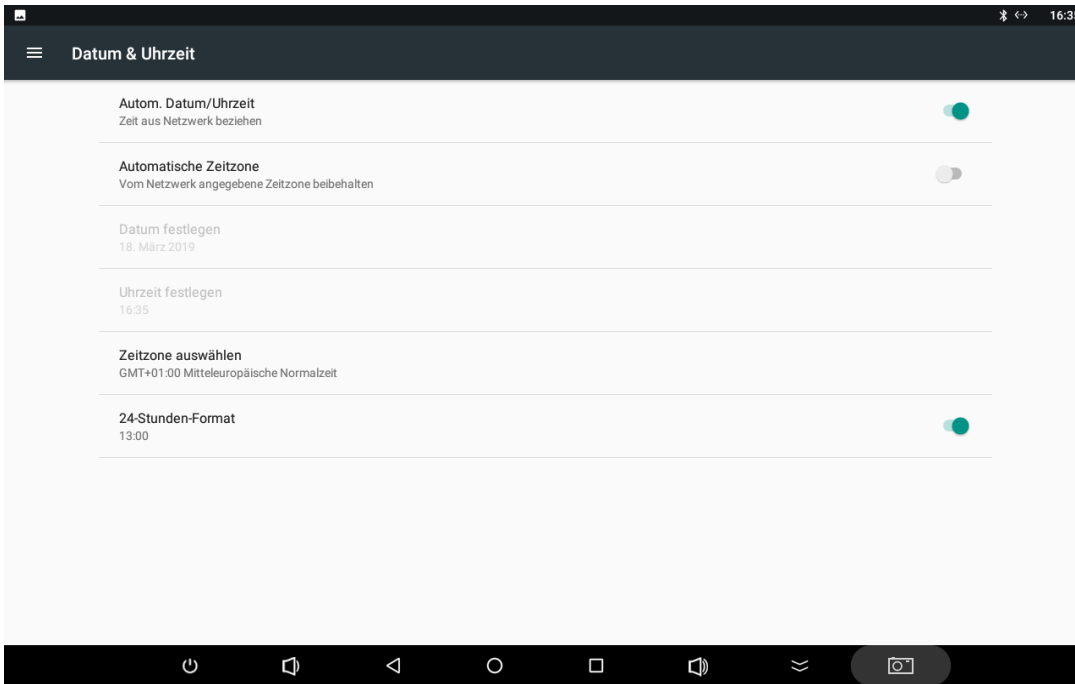 16:35
Datum & Uhrzeit
Autom. Datum/Uhrzeit
Zeit aus Netzwerk beziehen
Automatische Zeitzone
Vom Netzwerk angegebene Zeitzone beibehalten
Datum festlegen
18. März 2019
Uhrzeit festlegen
16:35
Zeitzone auswählen
GMT+01:00 Mitteleuropäische Normalzeit
24-Stunden-Format
13:00